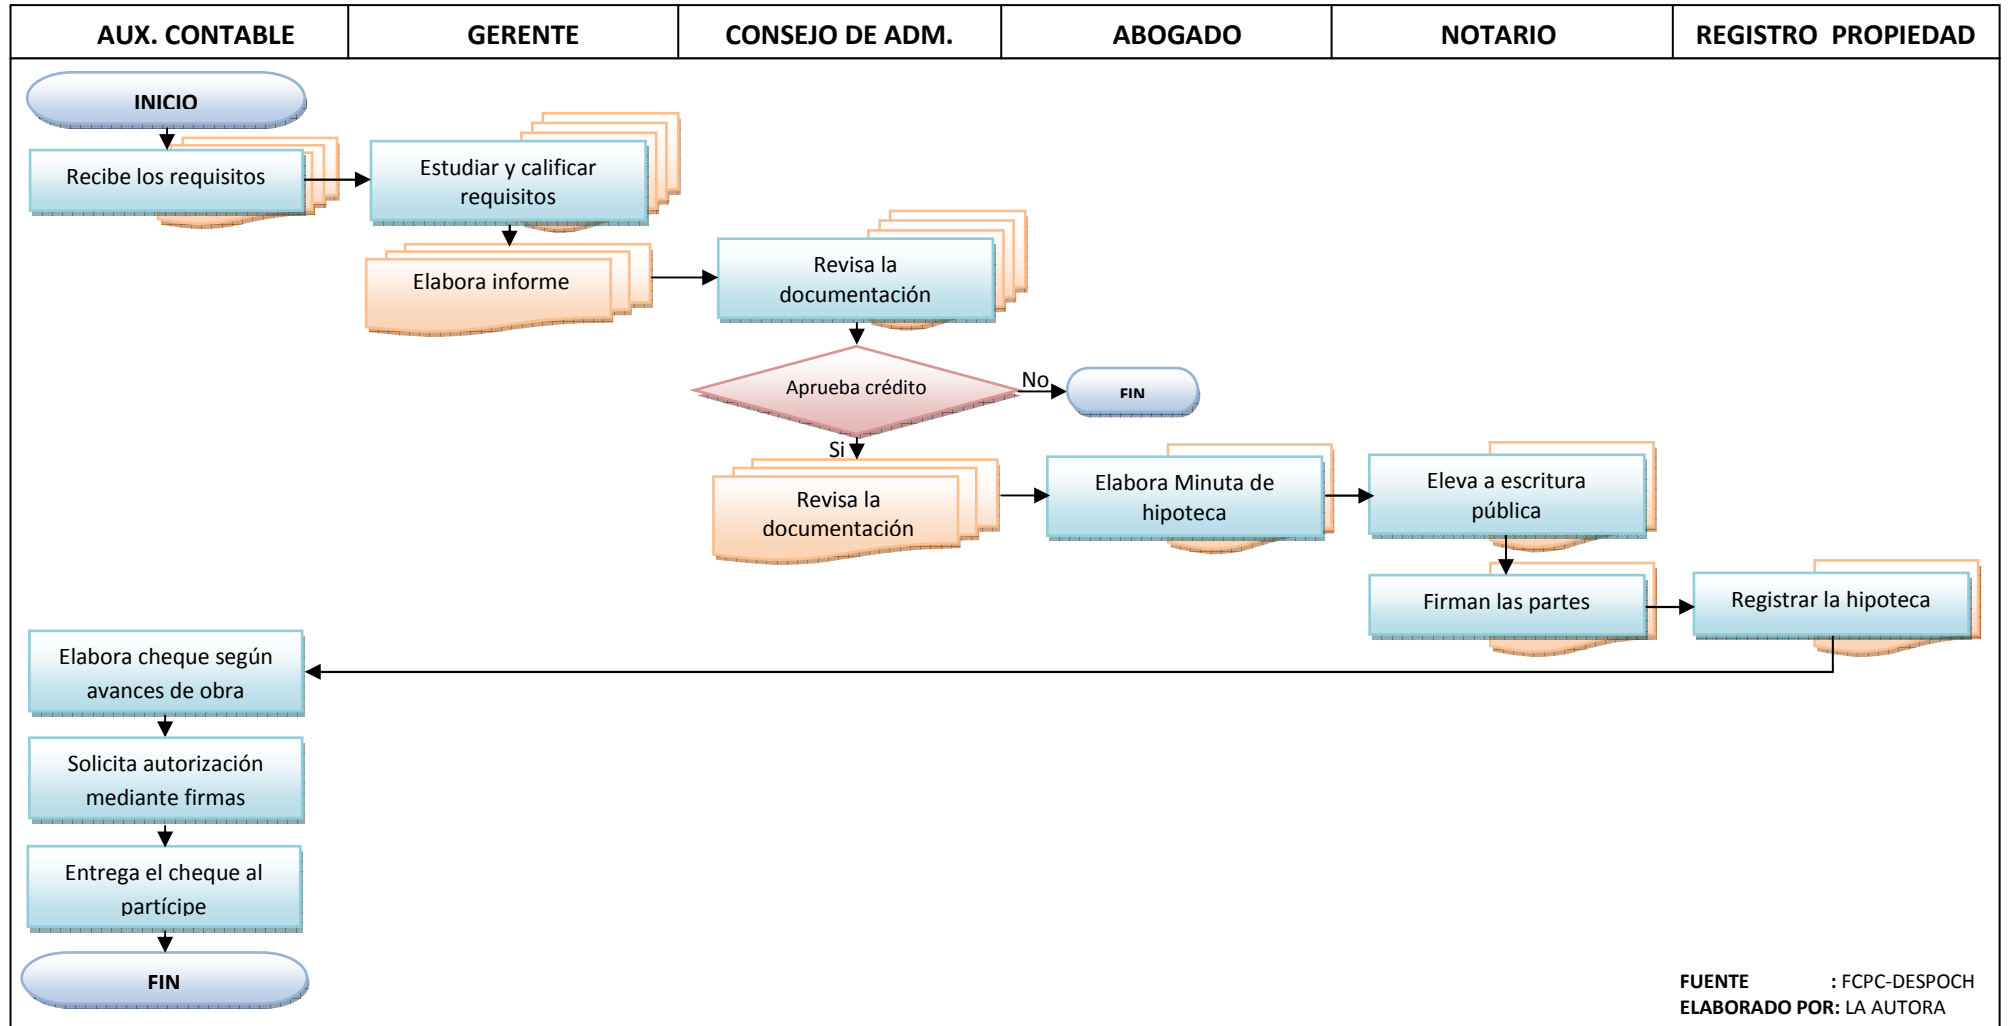 AUX. CONTABLE
GERENTE
CONSEJO DE ADM.
ABOGADO
NOTARIO
REGISTRO PROPIEDAD
INICIO
Recibe los requisitos
Estudiar y calificar
requisitos
Elabora informe
Revisa la
documentación
Aprueba crédito
No
FIN
Si
Revisa la
documentación
Elabora Minuta de
hipoteca
Eleva a escritura
pública
Firman las partes
Registrar la hipoteca
Elabora cheque según
avances de obra
Solicita autorización
mediante firmas
Entrega el cheque al
partícipe
FIN
FUENTE : FCPC-DESPOCH
ELABORADO POR: LA AUTORA